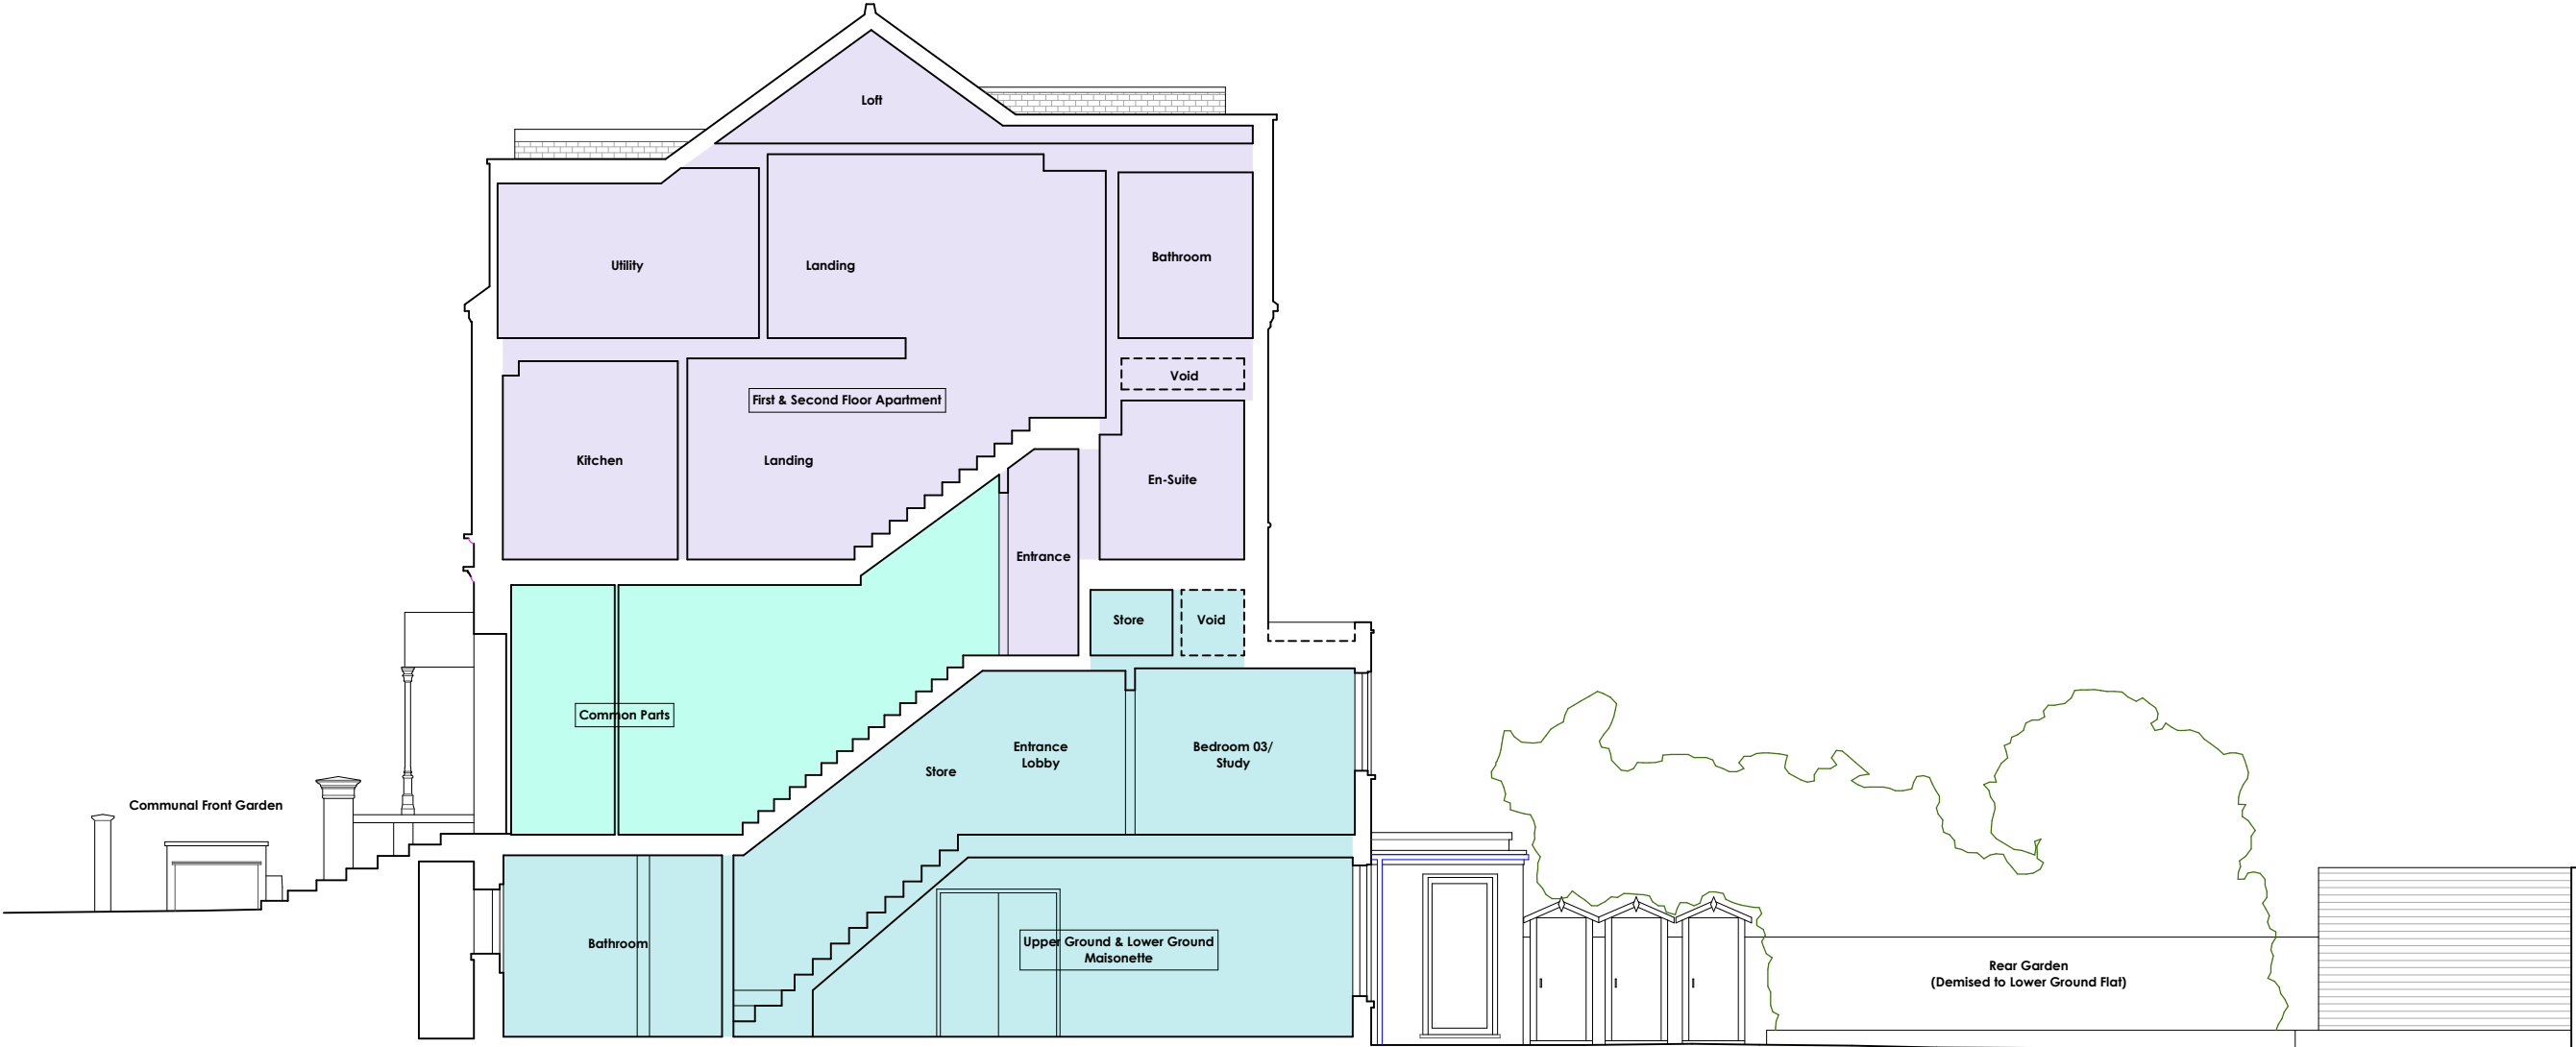 Loft
Utility
Landing
Bathroom
Void
First & Second Floor Apartment
Kitchen
Landing
En-Suite
Entrance
Store
Void
Common Parts
Entrance
Lobby
Bedroom 03/
Study
Store
Communal Front Garden
Bathroom
Upper Ground & Lower Ground
Maisonette
Rear Garden
(Demised to Lower Ground Flat)